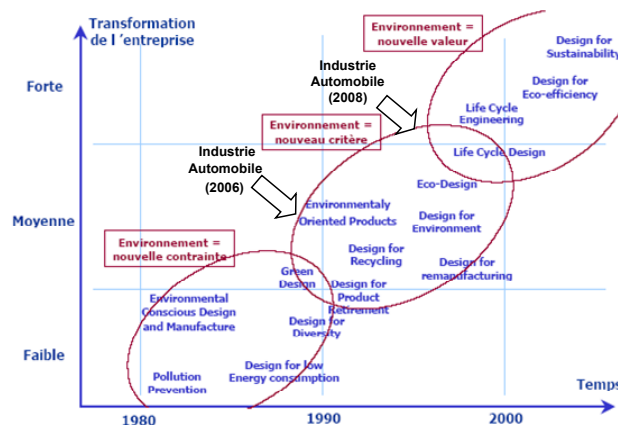 Transformation
de l 'entreprise
Environnement =
nouvelle valeur
Design for
Sustainability
Industrie
Automobile
(2008)
Design for
Eco-efficiency
Forte
Life Cycle
Engineering
Environnement =
nouveau critère
Life Cycle Design
Industrie
Automobile
(2006)
Eco-Design
Environmentaly
Oriented Products
Design for
Environment
Moyenne
Environnement =
nouvelle contrainte
Design for
Recycling
Design for
remapufacturing
Green
Design
Design for
Product
Retirement
Environmental
Conscious Design
and Manufacture
Design for
Diversity
Faible
Design for low
Energy consumption
Pollution
Prevention
Temps
1980
1990
2000